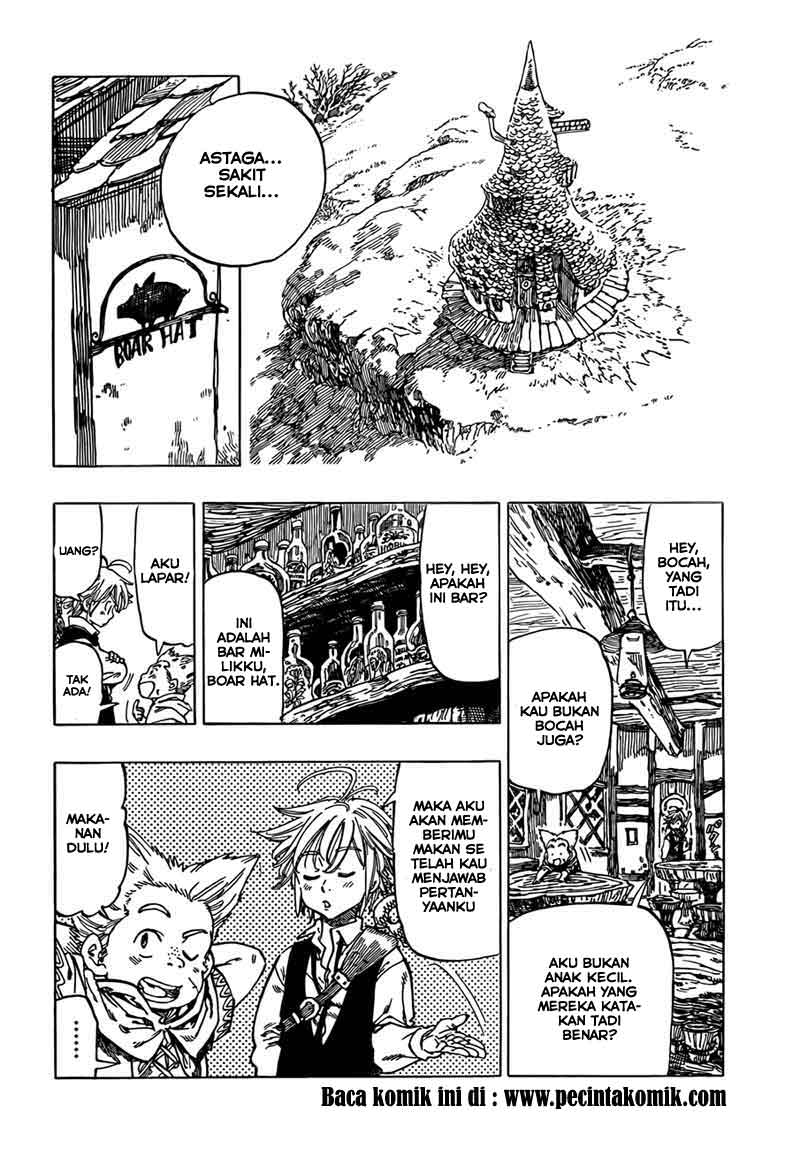 ASTAGA...
SAKIT
SEKALI...
BOAR HAT
HEY,
BOCAH,
YANG
TADI
ITU...
APAKAH
KAU BUKAN
BOCAH
JUGA?
AKU BUKAN
ANAK KECIL.
APAKAH YANG
MEREKA KATA-
KAN TADI
BENAR?
HEY, HEY,
APAKAH
INI BAR?
INI
ADALAH
BAR MI-
LIKKU,
BOAR HAT.
AKU
LAPAR!
UANG?
TAK
ADA!
MAKA AKU
AKAN MEM-
BERIMU
MAKAN SE
TELAH KAU
MENJAWAB
PERTAN-
YAANKU
MAKA-
NAN
DULU!
......
Baca komik ini di : www.pecintakomik.com